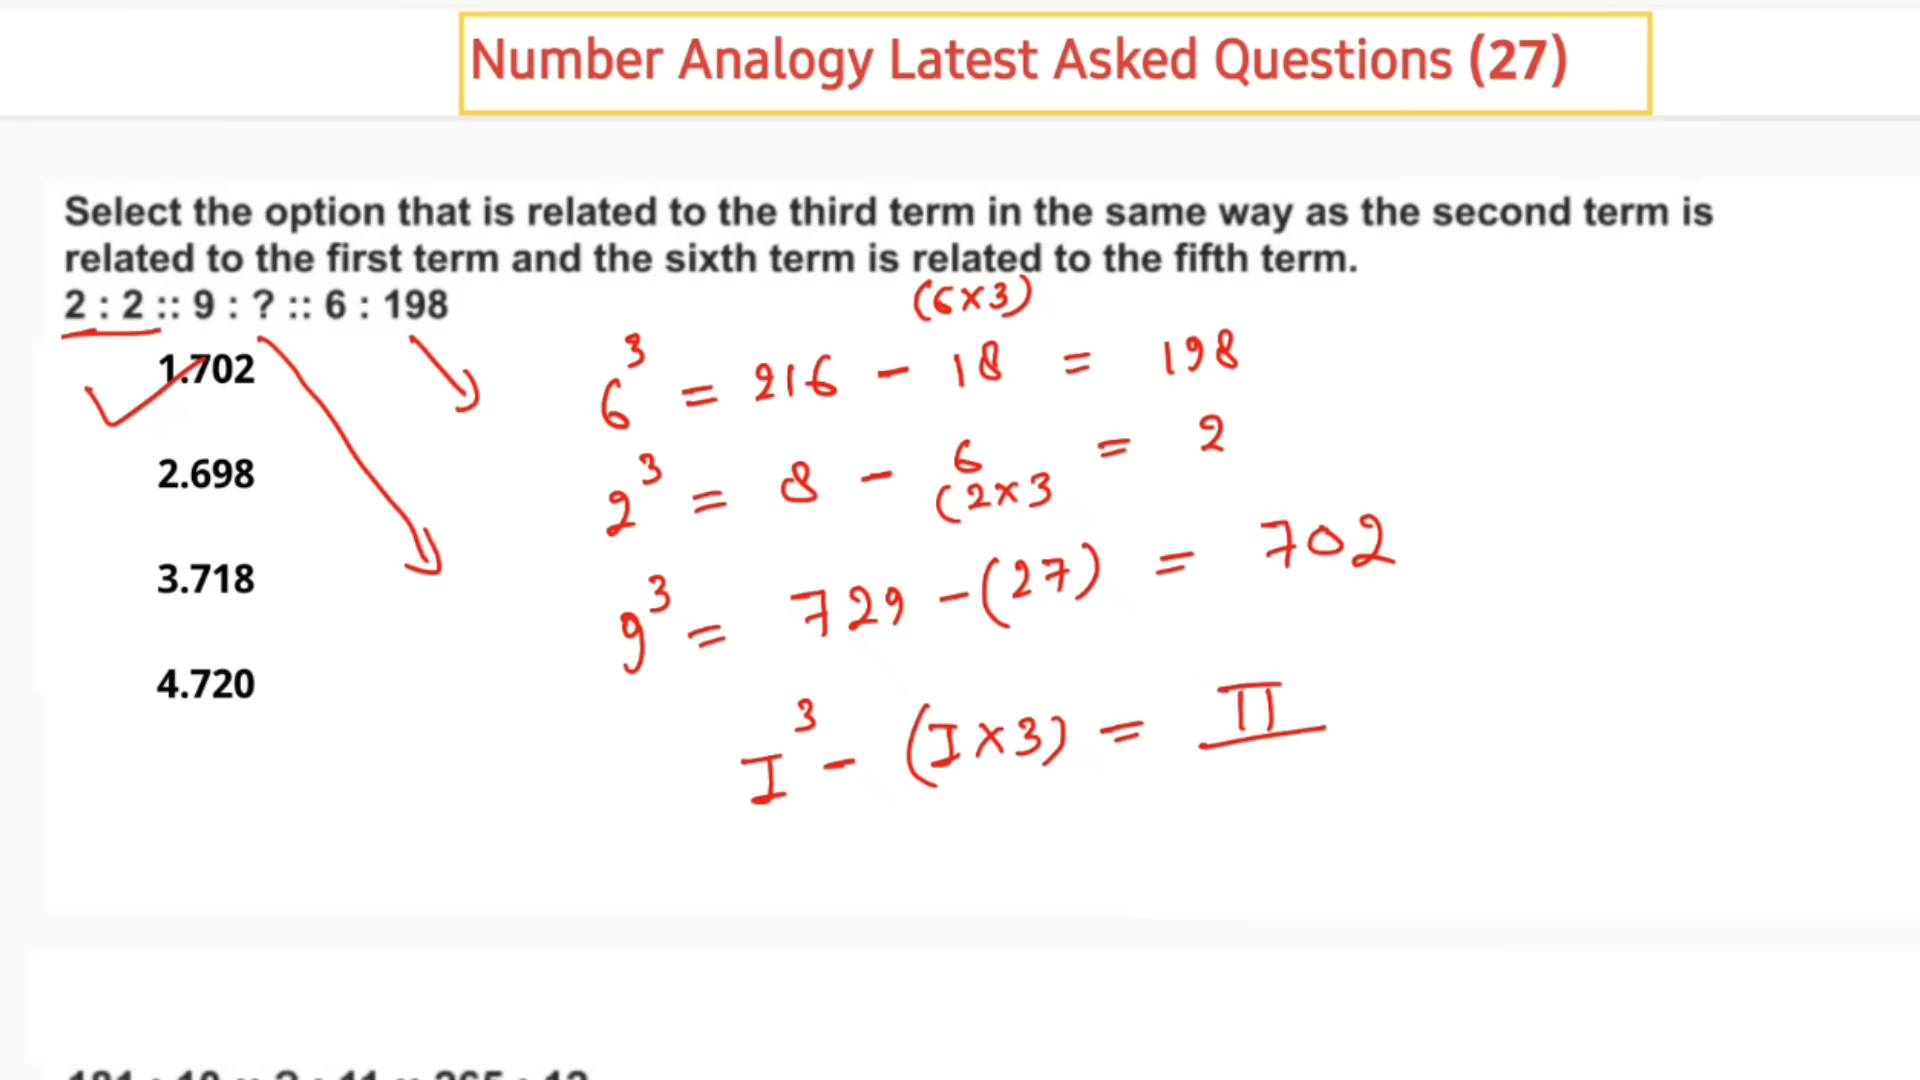 Number Analogy Latest Asked Questions (27)
Select the option that is related to the third term in the same way as the second term is
related to the first term and the sixth term is related to the fifth term.
2 : 2 :: 9 : ? :: 6 : 198
1.702
2.698
3.718
4.720
(6×3)
6³ = 216 - 18 = 198
2³ = 8 - 6 = 2
(2×3
9³ = 729 -(27) = 702
I³ - (I×3) = II